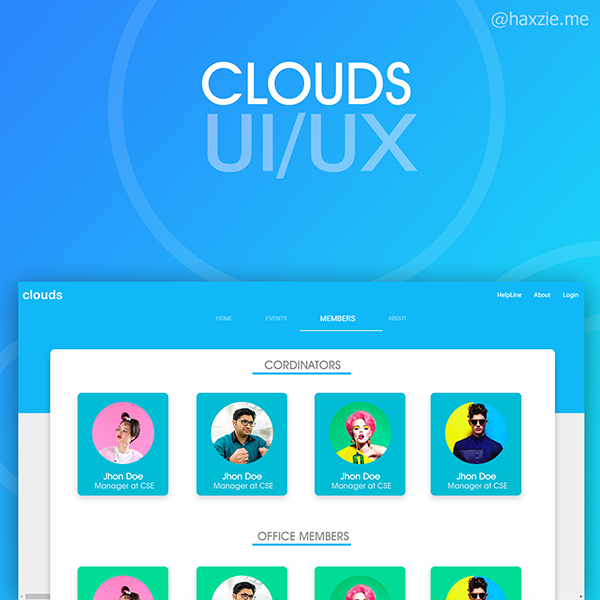 @haxzie.me
CLOUDS
UI/UX
clouds
HelpLine About Login
HOME EVENTS MEMBERS ABOUT
CORDINATORS
Jhon Doe Jhon Doe Jhon Doe Jhon Doe
Manager at CSE Manager at CSE Manager at CSE Manager at CSE
OFFICE MEMBERS